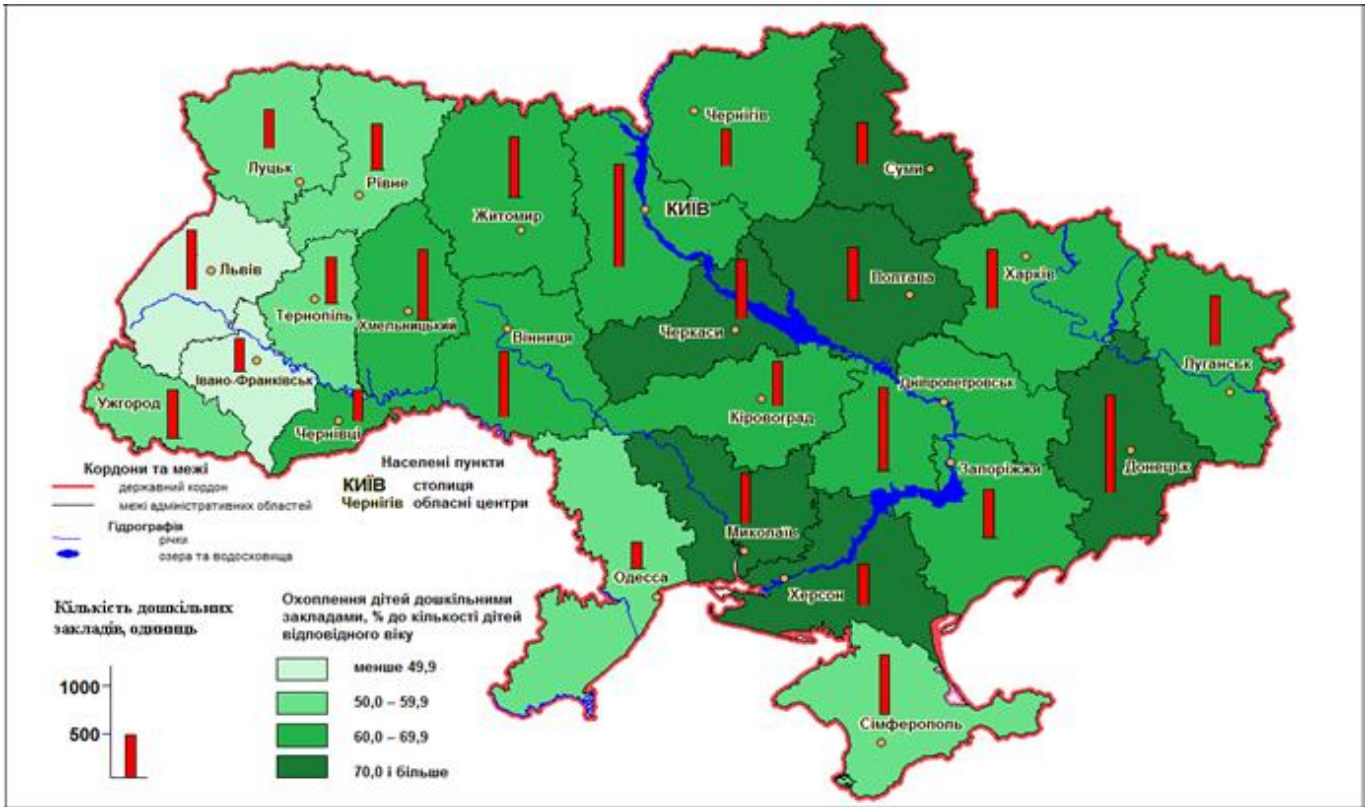 Чернігів
Суми
Луцьк
Рівне
Житомир
КИЇВ
Львів
Тернопіль
Хмельницький
Вінниця
Черкаси
Полтава
Харків
Луганськ
Івано-Франківськ
Ужгород
Чернівці
Кіровоград
Дніпропетровськ
Запоріжжя
Донецьк
Миколаїв
Одесса
Херсон
Сімферополь
Кордони та межі
державний кордон
межі адміністративних областей
Гідрографія
річки
озера та водосховища
Населені пункти
КИЇВ столиця
Чернігів обласні центри
Кількість дошкільних
закладів, одиниць
1000
500
Охоплення дітей дошкільними
закладами, % до кількості дітей
відповідного віку
менше 49,9
50,0 – 59,9
60,0 – 69,9
70,0 і більше